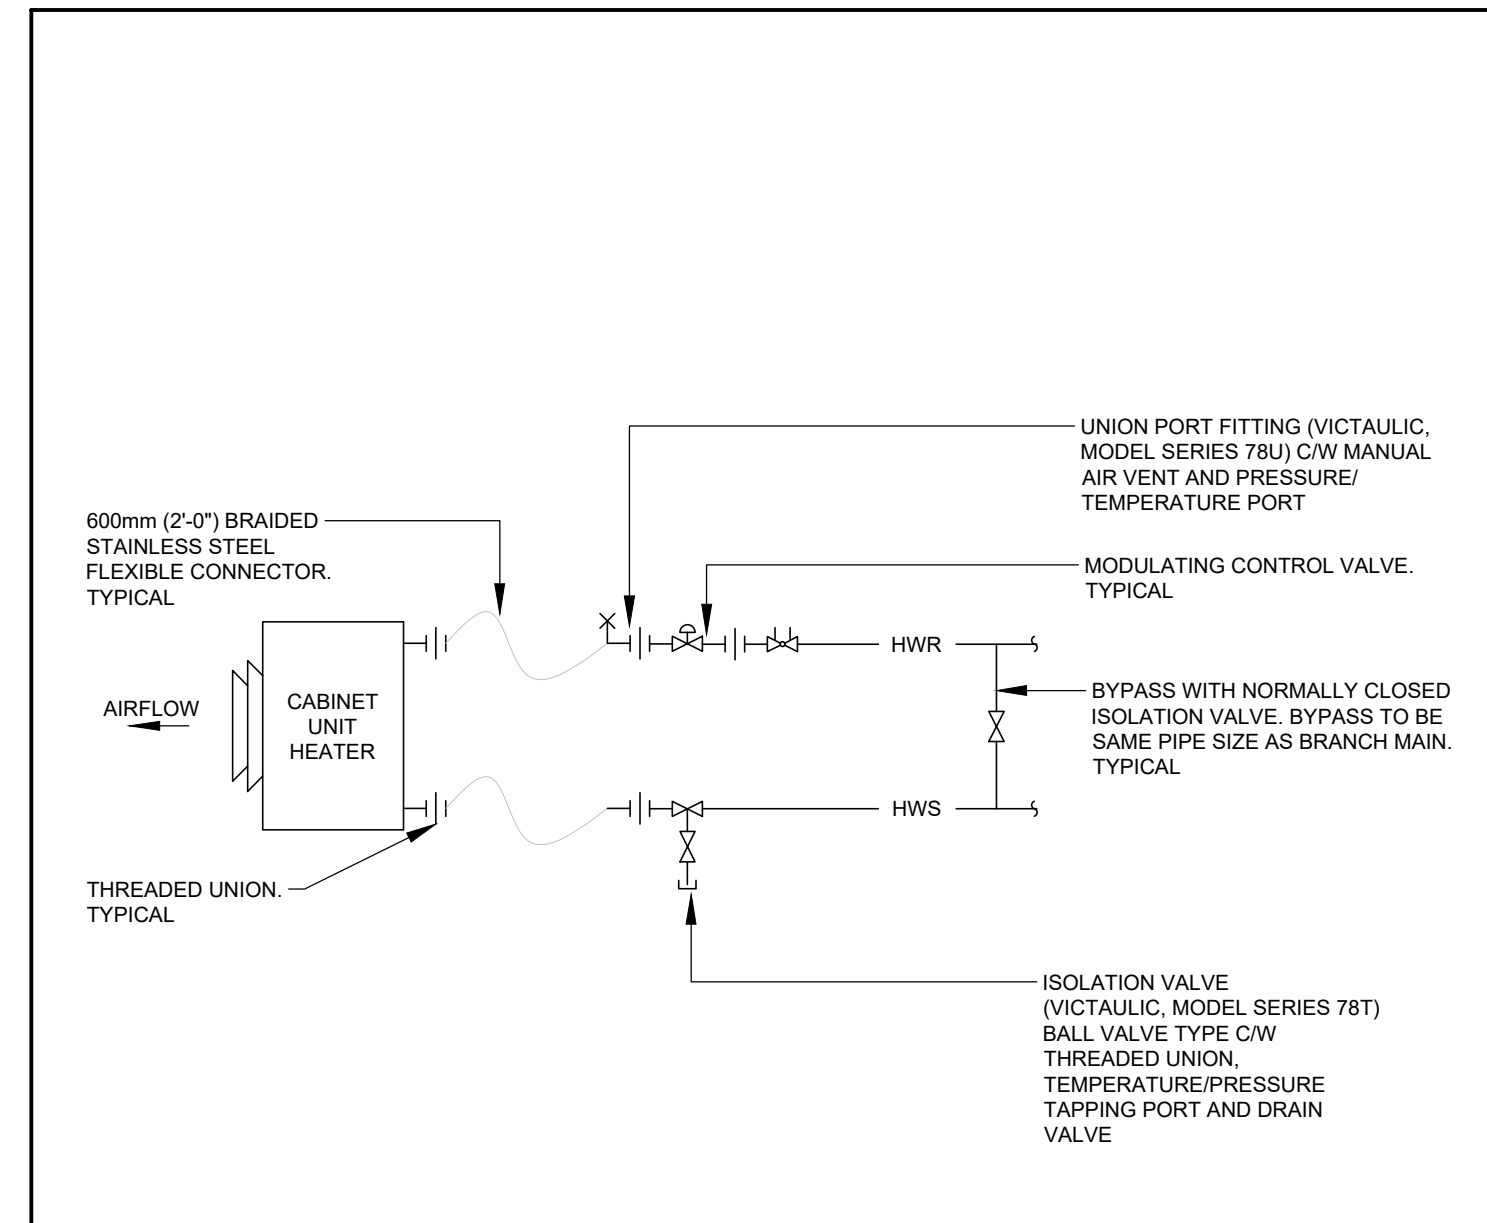 UNION PORT FITTING (VICTAULIC,
MODEL SERIES 78U) C/W MANUAL
AIR VENT AND PRESSURE/
TEMPERATURE PORT
600mm (2'-0") BRAIDED
STAINLESS STEEL
FLEXIBLE CONNECTOR.
TYPICAL
MODULATING CONTROL VALVE.
TYPICAL
HWR
AIRFLOW
CABINET
UNIT
HEATER
BYPASS WITH NORMALLY CLOSED
ISOLATION VALVE. BYPASS TO BE
SAME PIPE SIZE AS BRANCH MAIN.
TYPICAL
HWS
THREADED UNION.
TYPICAL
ISOLATION VALVE
(VICTAULIC, MODEL SERIES 78T)
BALL VALVE TYPE C/W
THREADED UNION,
TEMPERATURE/PRESSURE
TAPPING PORT AND DRAIN
VALVE